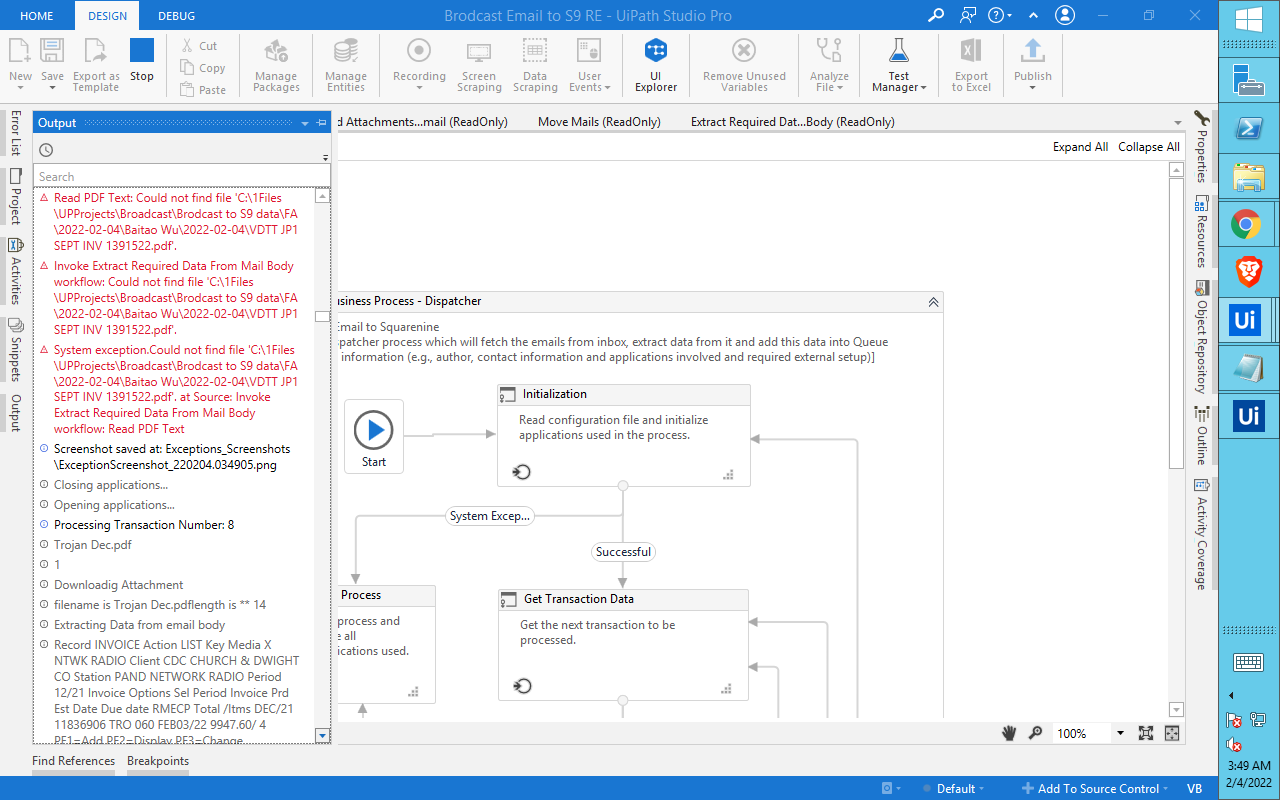 HOME
DESIGN
DEBUG
Brodcast Email to S9 RE - UiPath Studio Pro
New
Save
Export as
Template
Stop
Cut
Copy
Paste
Manage
Packages
Manage
Entities
Recording
Screen
Scraping
Data
Scraping
User
Events
UI
Explorer
Remove Unused
Variables
Analyze
File
Test
Manager
Export
to Excel
Publish
Error List
Project
Activities
Snippets
Output
Output
Search
Read PDF Text: Could not find file 'C:\1Files
\UPProjects\Broadcast\Brodcast to S9 data\FA
\2022-02-04\Baitao Wu\2022-02-04\VDTT JP1
SEPT INV 1391522.pdf'.
Invoke Extract Required Data From Mail Body
workflow: Could not find file 'C:\1Files
\UPProjects\Broadcast\Brodcast to S9 data\FA
\2022-02-04\Baitao Wu\2022-02-04\VDTT JP1
SEPT INV 1391522.pdf'.
System exception.Could not find file 'C:\1Files
\UPProjects\Broadcast\Brodcast to S9 data\FA
\2022-02-04\Baitao Wu\2022-02-04\VDTT JP1
SEPT INV 1391522.pdf'. at Source: Invoke
Extract Required Data From Mail Body
workflow: Read PDF Text
Screenshot saved at: Exceptions_Screenshots
\ExceptionScreenshot_220204.034905.png
Closing applications...
Opening applications...
Processing Transaction Number: 8
Trojan Dec.pdf
1
Downloadig Attachment
filename is Trojan Dec.pdflength is ** 14
Extracting Data from email body
Record INVOICE Action LIST Key Media X
NTWK RADIO Client CDC CHURCH & DWIGHT
CO Station PAND NETWORK RADIO Period
12/21 Invoice Options Sel Period Invoice Prd
Est Date Due date RMECP Total /Itms DEC/21
11836906 TRO 060 FEB03/22 9947.60/ 4
PF1=Add PF2=Display PF3=Change
Find References
Breakpoints
d Attachments...mail (ReadOnly)
Move Mails (ReadOnly)
Extract Required Dat...Body (ReadOnly)
Expand All
Collapse All
usiness Process - Dispatcher
Email to Squarenine
patcher process which will fetch the emails from inbox, extract data from it and add this data into Queue
information (e.g., author, contact information and applications involved and required external setup)]
Start
Initialization
Read configuration file and initialize
applications used in the process.
System Excep...
Successful
Process
process and
e all
ications used.
Get Transaction Data
Get the next transaction to be
processed.
100%
Properties
Resources
Object Repository
Outline
Activity Coverage
Default
Add To Source Control
VB
Ui
Ui
3:49 AM
2/4/2022